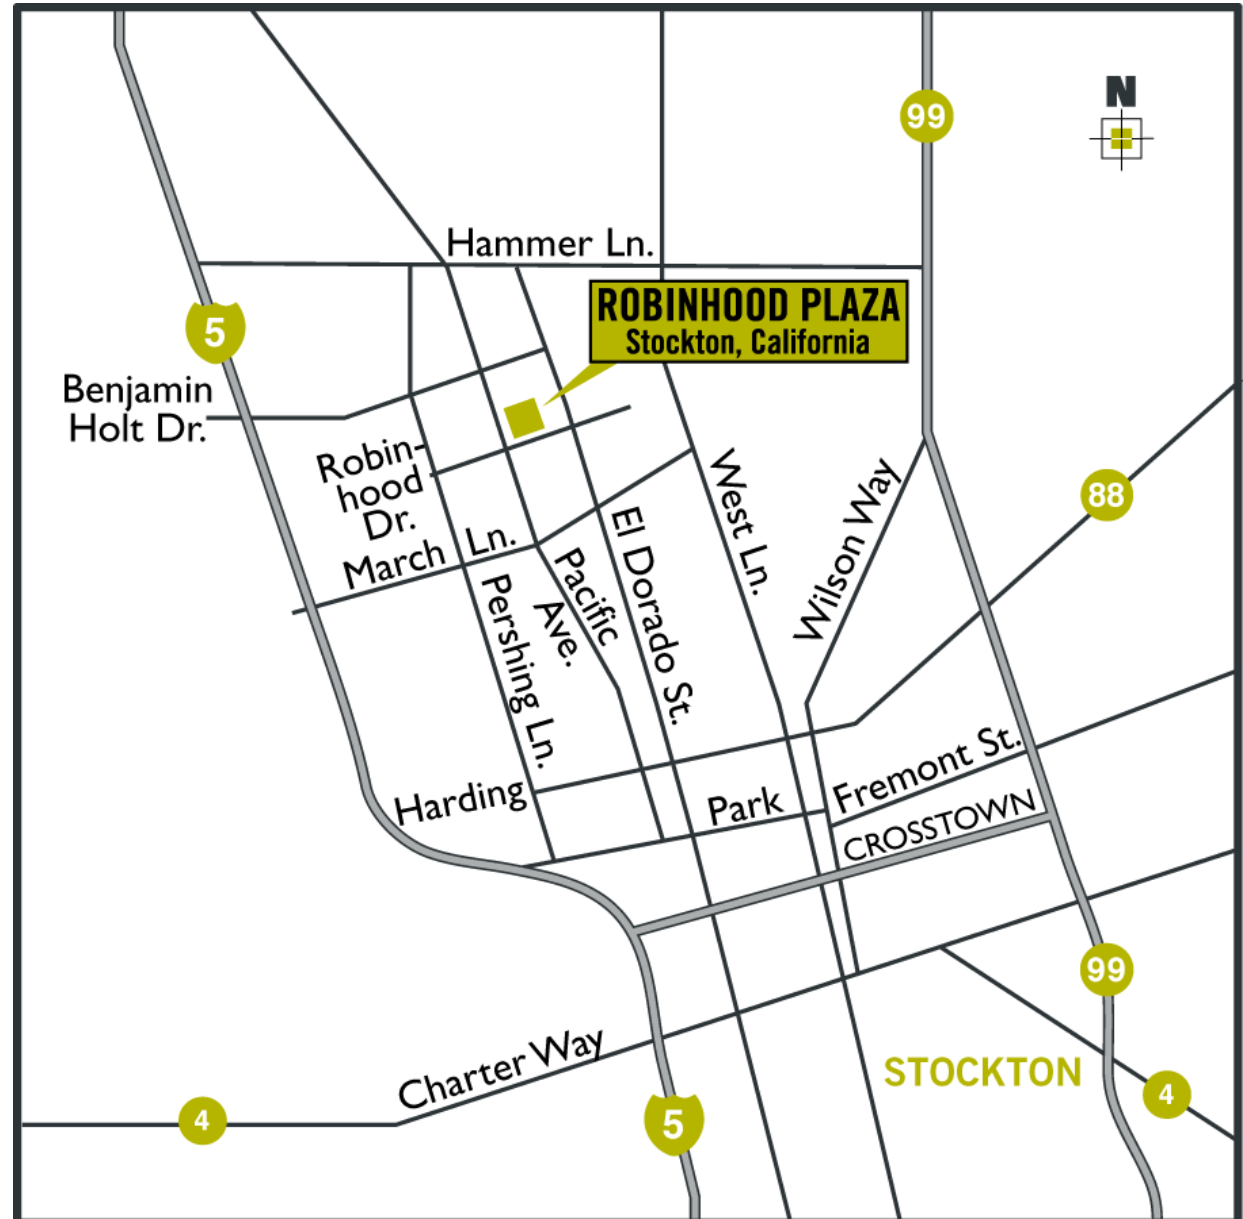 N
99
Hammer Ln.
ROBINHOOD PLAZA
Stockton, California
5
Benjamin
Holt Dr.
Robin-
hood
Dr.
March Ln.
88
West Ln.
Wilson Way
El Dorado St.
Pacific
Ave.
Pershing Ln.
Harding
Park
Fremont St.
CROSSTOWN
99
Charter Way
STOCKTON
4
5
4